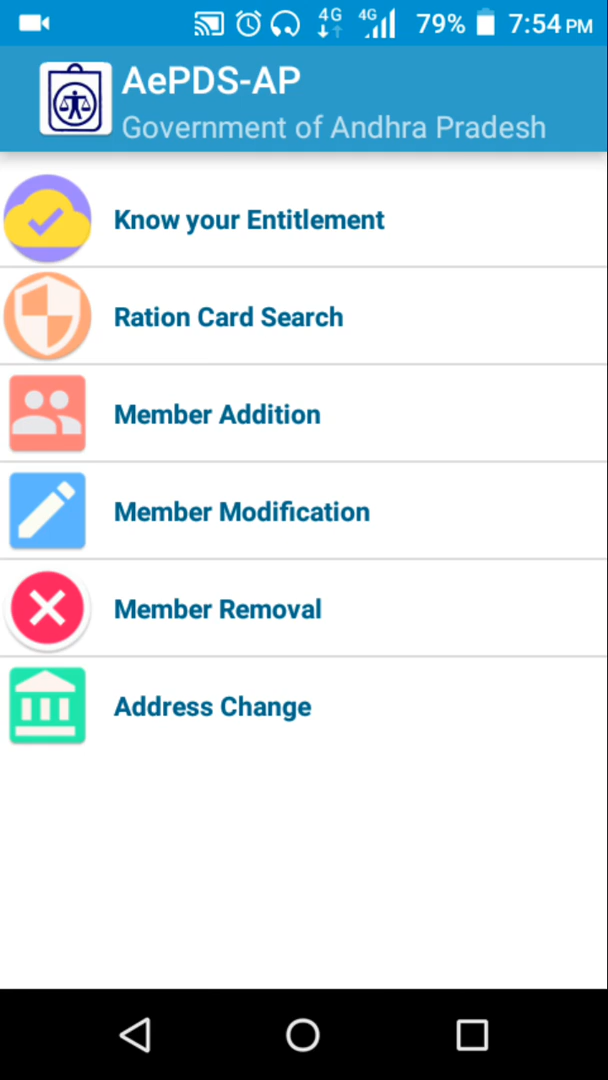 4G 4G 79% 7:54 PM
AePDS-AP
Government of Andhra Pradesh
Know your Entitlement
Ration Card Search
Member Addition
Member Modification
Member Removal
Address Change